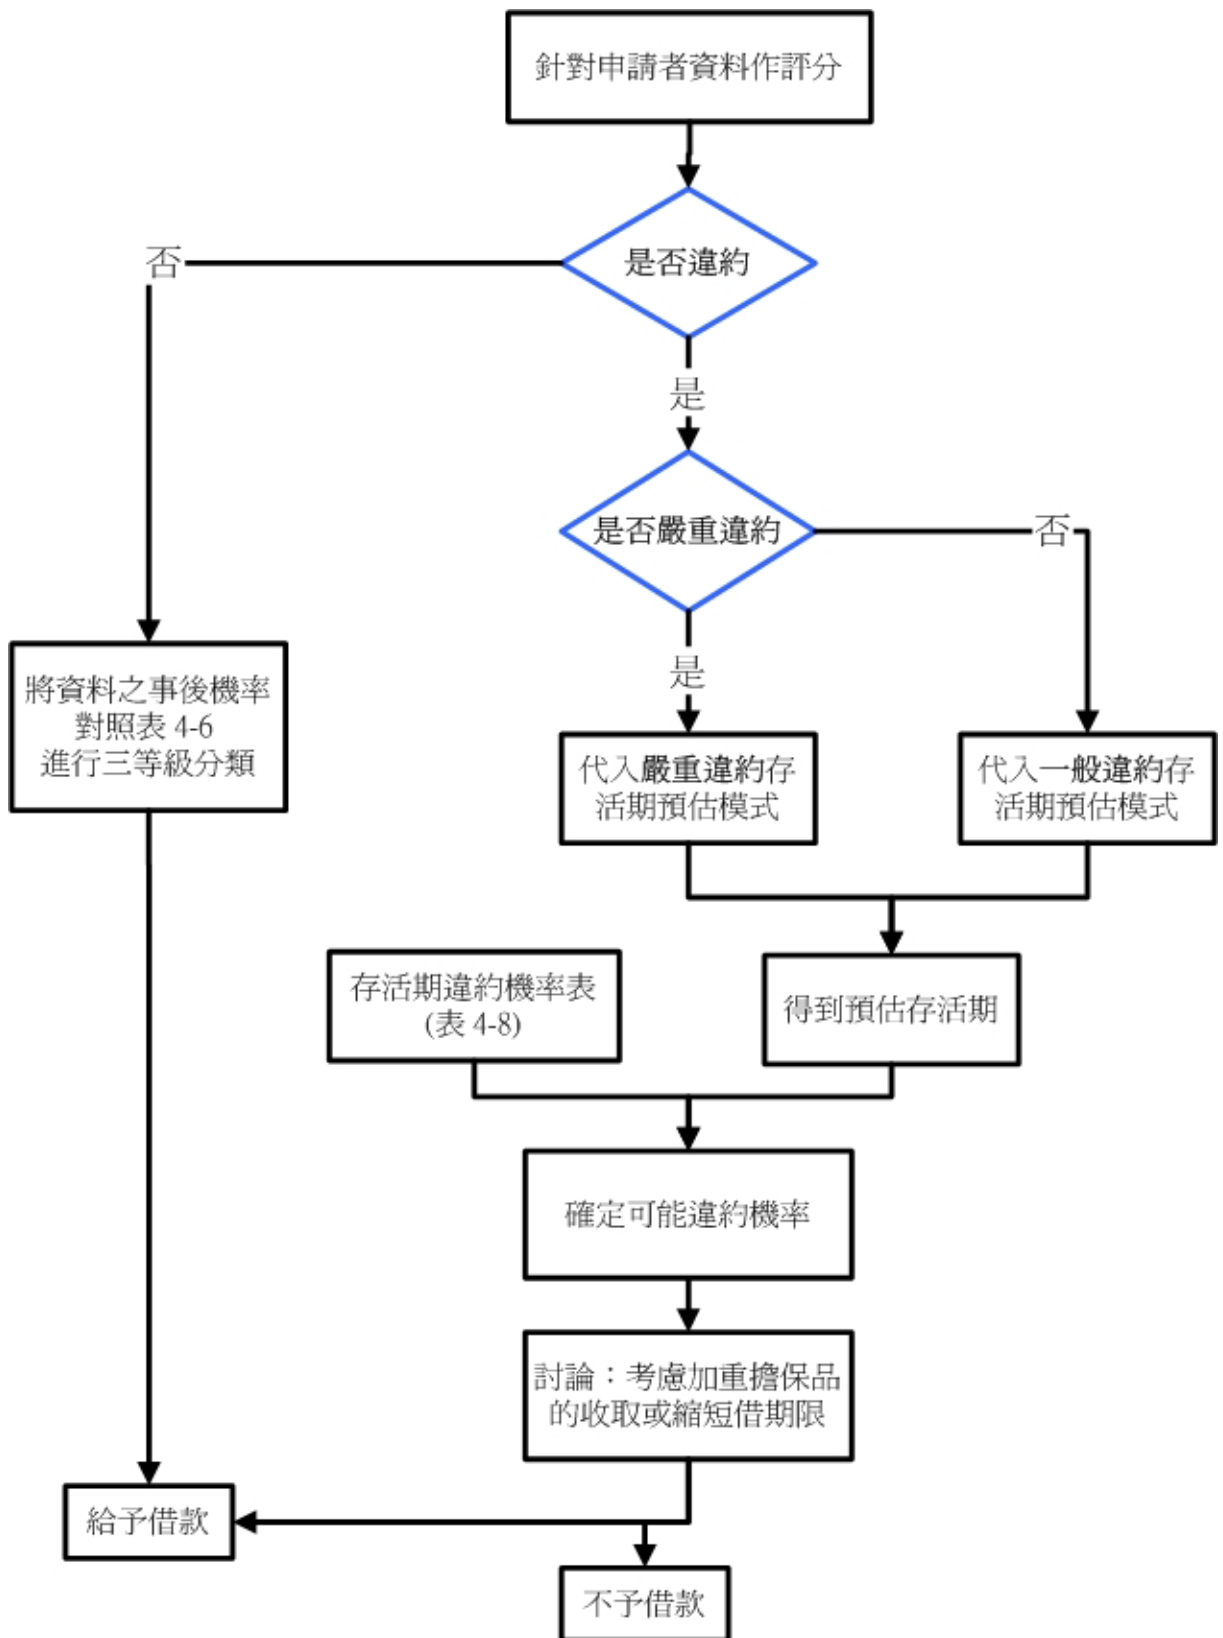 針對申請者資料作評分
是否違約
否
是
是否嚴重違約
否
是
將資料之事後機率
對照表 4-6
進行三等級分類
代入嚴重違約存
活期預估模式
代入一般違約存
活期預估模式
存活期違約機率表
(表 4-8)
得到預估存活期
確定可能違約機率
討論：考慮加重擔保品
的收取或縮短借期限
給予借款
不予借款